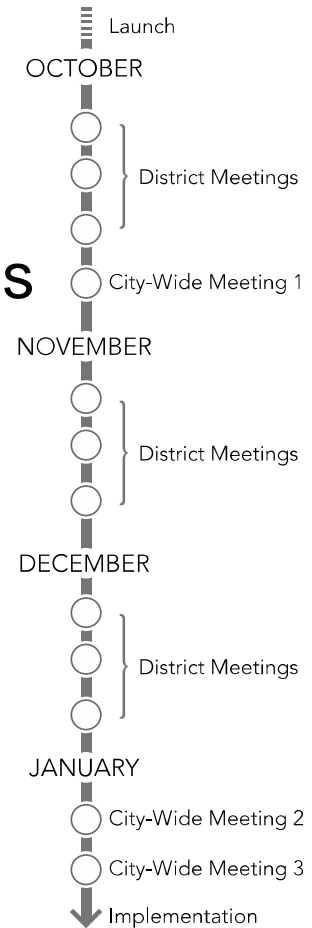 Launch
OCTOBER
District Meetings
s
City-Wide Meeting 1
NOVEMBER
District Meetings
DECEMBER
District Meetings
JANUARY
City-Wide Meeting 2
City-Wide Meeting 3
Implementation